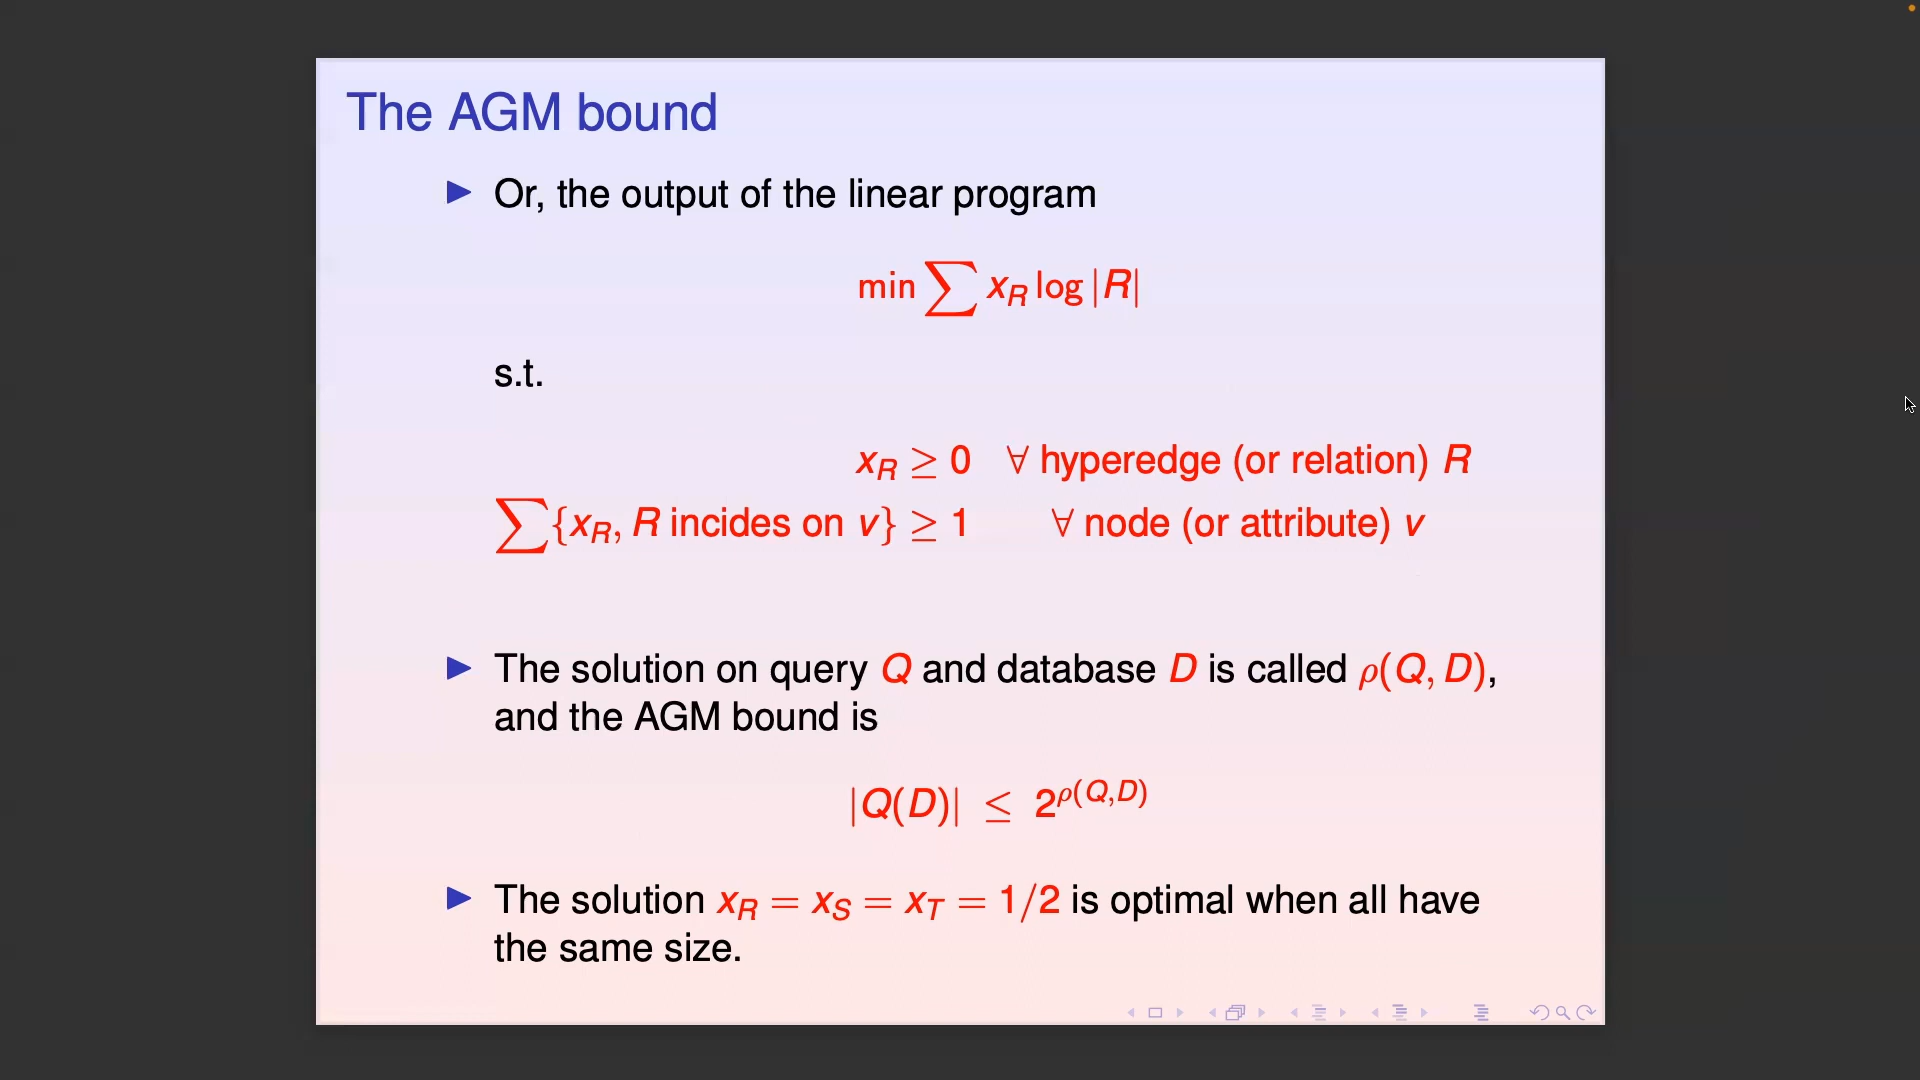 The AGM bound
▶ Or, the output of the linear program
min ∑ x_R log |R|
s.t.
x_R ≥ 0 ∀ hyperedge (or relation) R
∑{x_R, R incides on v} ≥ 1 ∀ node (or attribute) v
▶ The solution on query Q and database D is called ρ(Q, D),
and the AGM bound is
|Q(D)| ≤ 2^{ρ(Q,D)}
▶ The solution x_R = x_S = x_T = 1/2 is optimal when all have
the same size.